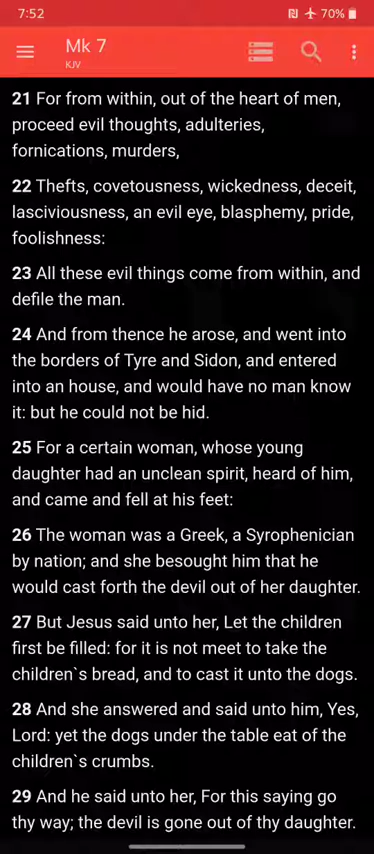 7:52
70%
Mk 7
KJV
21 For from within, out of the heart of men,
proceed evil thoughts, adulteries,
fornications, murders,
22 Thefts, covetousness, wickedness, deceit,
lasciviousness, an evil eye, blasphemy, pride,
foolishness:
23 All these evil things come from within, and
defile the man.
24 And from thence he arose, and went into
the borders of Tyre and Sidon, and entered
into an house, and would have no man know
it: but he could not be hid.
25 For a certain woman, whose young
daughter had an unclean spirit, heard of him,
and came and fell at his feet:
26 The woman was a Greek, a Syrophenician
by nation; and she besought him that he
would cast forth the devil out of her daughter.
27 But Jesus said unto her, Let the children
first be filled: for it is not meet to take the
children`s bread, and to cast it unto the dogs.
28 And she answered and said unto him, Yes,
Lord: yet the dogs under the table eat of the
children`s crumbs.
29 And he said unto her, For this saying go
thy way; the devil is gone out of thy daughter.